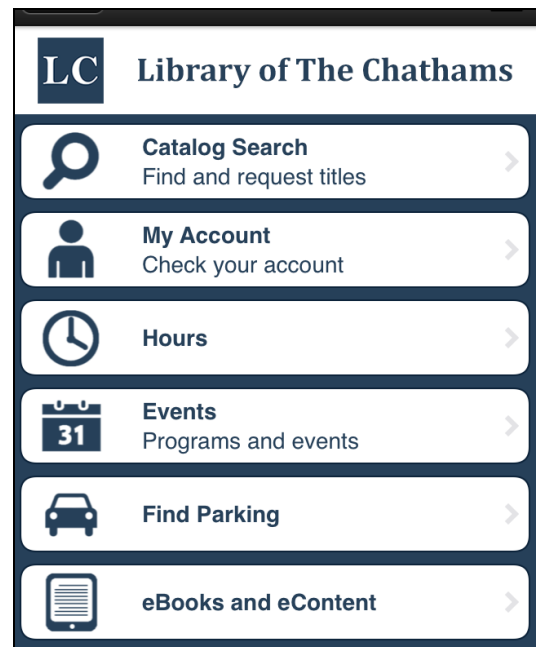 LC Library of The Chathams
Catalog Search
Find and request titles
My Account
Check your account
Hours
Events
31
Programs and events
Find Parking
eBooks and eContent